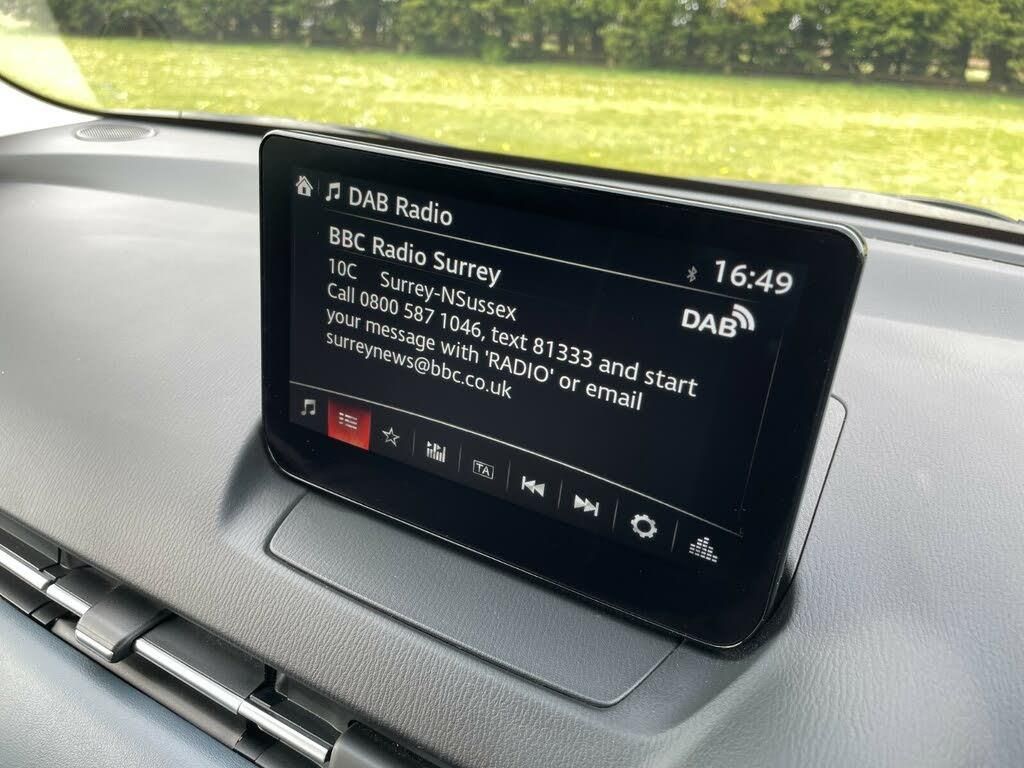 DAB Radio
16:49
BBC Radio Surrey
10C Surrey-NSussex
DAB
Call 0800 587 1046, text 81333 and start
your message with 'RADIO' or email
surreynews@bbc.co.uk
TA